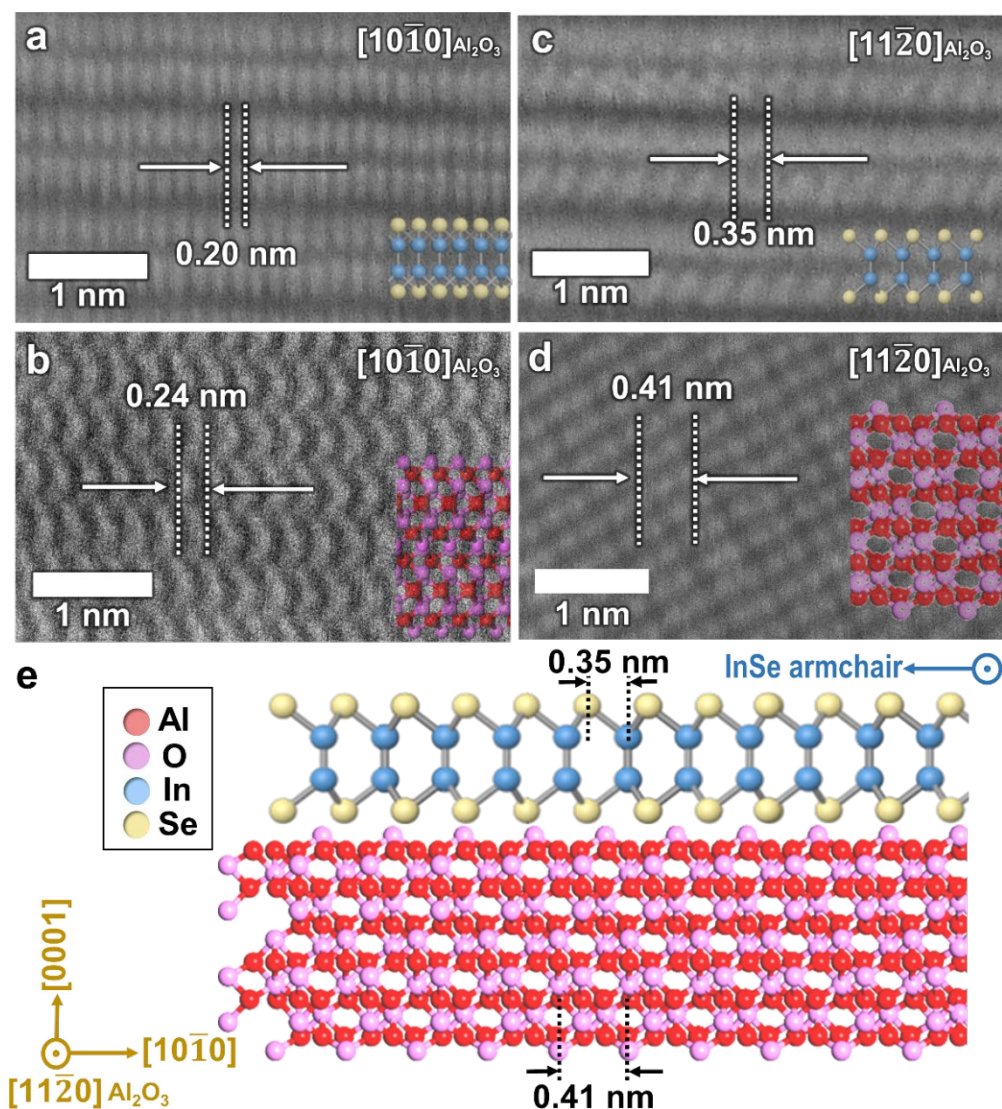 a
[101̅0]Al₂O₃
0.20 nm
1 nm
c
[112̅0]Al₂O₃
0.35 nm
1 nm
b
[101̅0]Al₂O₃
0.24 nm
1 nm
d
[112̅0]Al₂O₃
0.41 nm
1 nm
e
0.35 nm
InSe armchair
Al
O
In
Se
[0001]
[101̅0]
[112̅0]Al₂O₃
0.41 nm